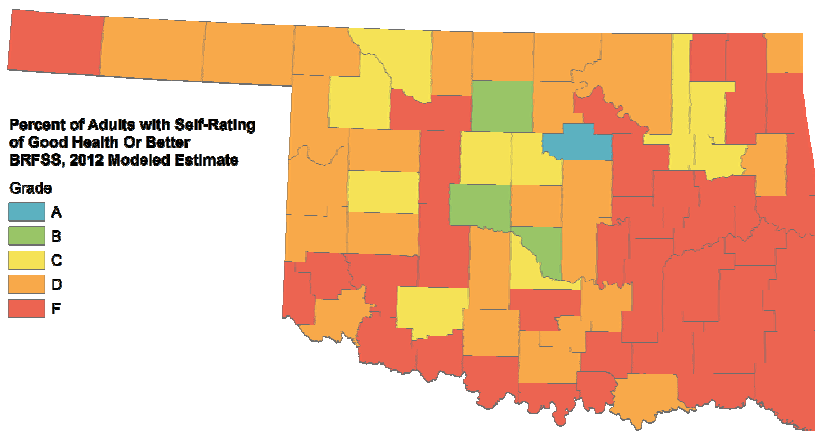 Percent of Adults with Self-Rating
of Good Health Or Better
BRFSS, 2012 Modeled Estimate
Grade
A
B
C
D
F